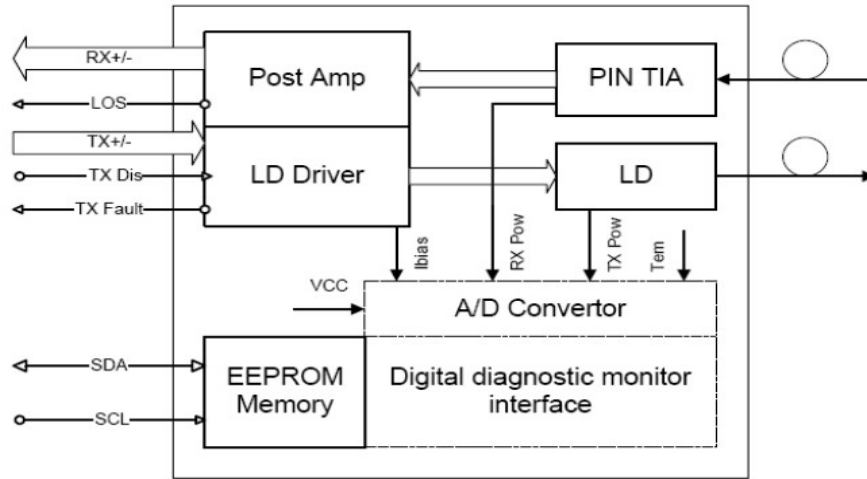 RX+/-
Post Amp
PIN TIA
LOS
TX+/-
TX Dis
LD Driver
LD
TX Fault
Ibias
RX Pow
TX Pow
Tem
VCC
A/D Convertor
SDA
EEPROM
Memory
Digital diagnostic monitor
interface
SCL